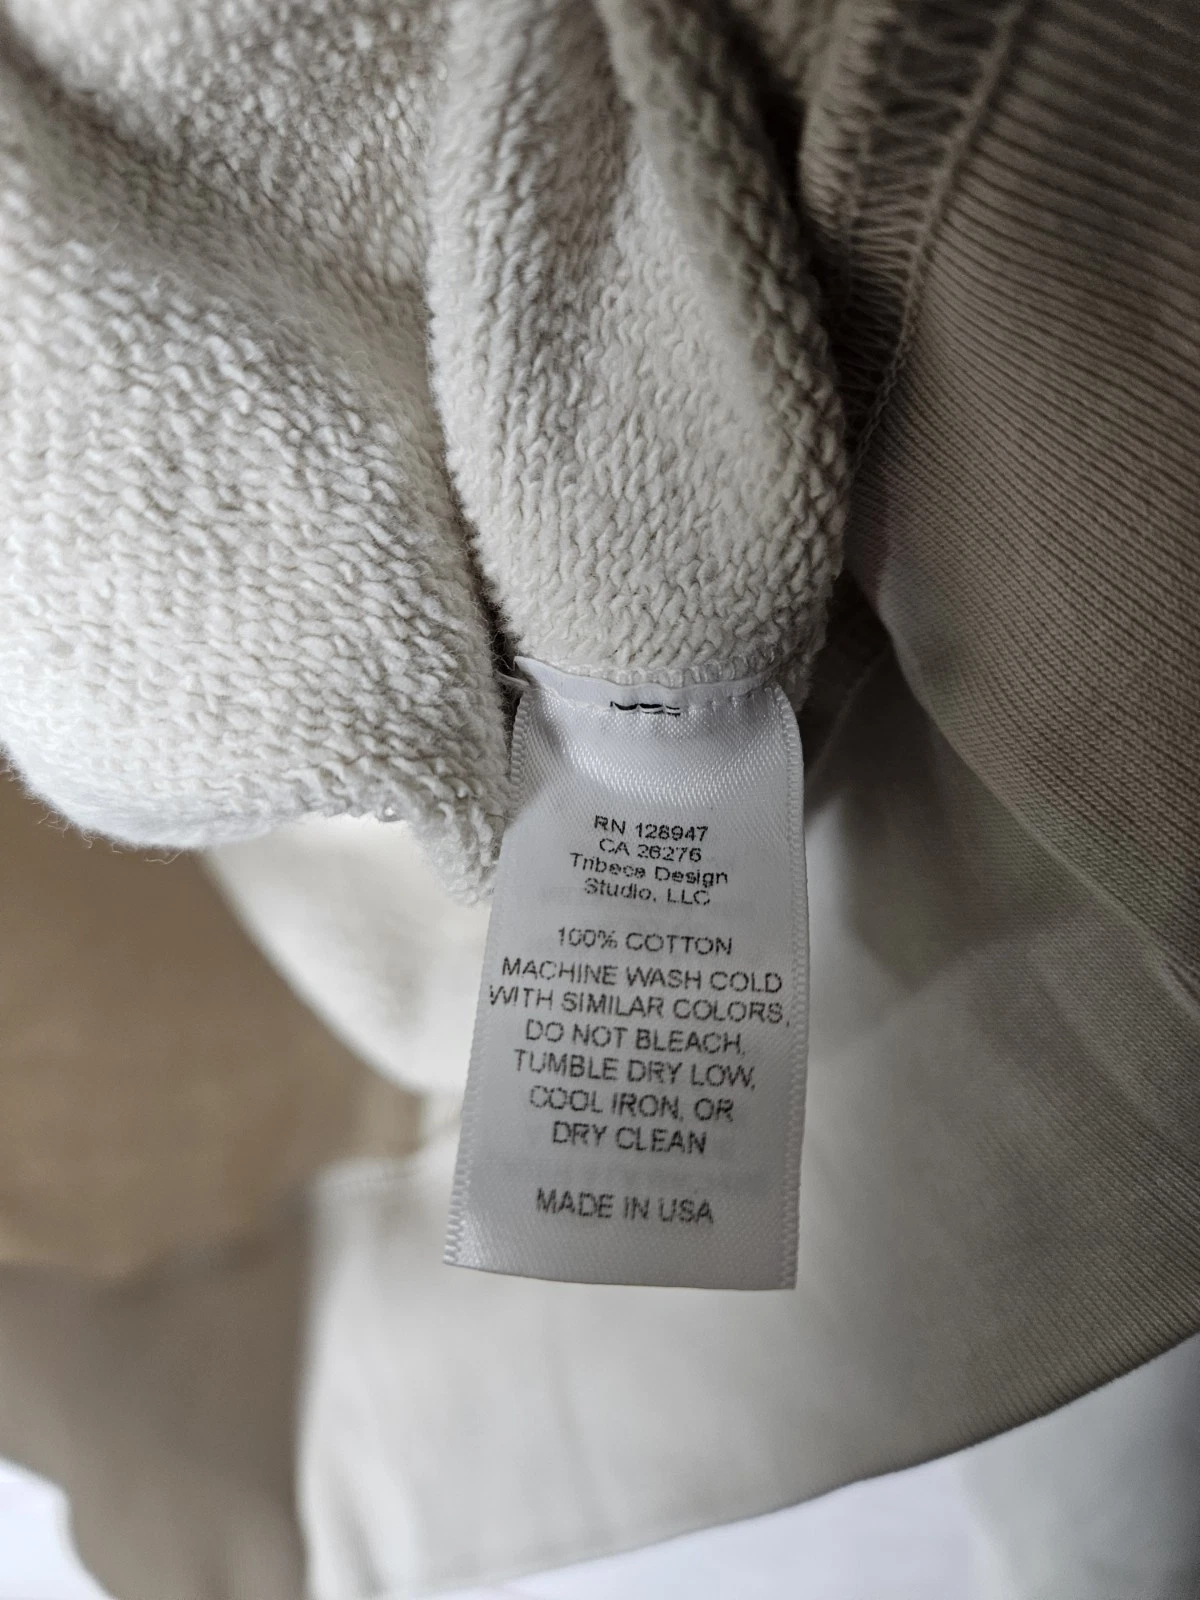 RN 128947
CA 26276
Tribeca Design
Studio, LLC
100% COTTON
MACHINE WASH COLD
WITH SIMILAR COLORS,
DO NOT BLEACH,
TUMBLE DRY LOW,
COOL IRON, OR
DRY CLEAN
MADE IN USA